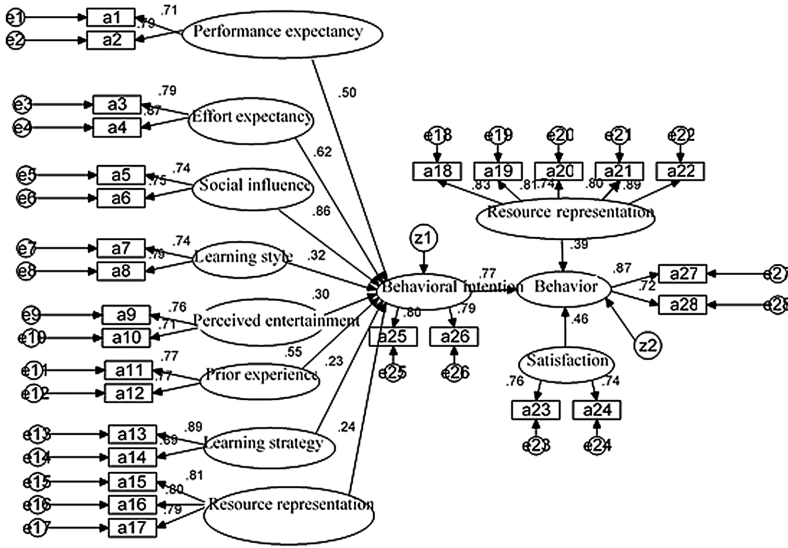 e1 a1 .71
e2 a2 .79
Performance expectancy
.50
e3 a3 .79
e4 a4 .87
Effort expectancy
.62
e5 a5 .74
e6 a6 .75
Social influence
.86
e7 a7 .74
e8 a8 .79
Learning style
.32
e9 a9 .76
e10 a10 .71
Perceived entertainment
.30
e11 a11 .77
e12 a12 .77
Prior experience
.55
e13 a13 .89
e14 a14
Learning strategy
.23
e15 a15 .81
e16 a16 .80
e17 a17 .79
Resource representation
.24
z1
Behavioral intention
.80 .79
a25 a26
e25 e26
.77
e18 e19 e20 e21 e22
a18 a19 a20 a21 a22
.83 .81 .74 .80 .89
Resource representation
.39
Behavior
.87 a27 e27
.72 a28 e28
z2
.46
Satisfaction
.76 .74
a23 a24
e23 e24